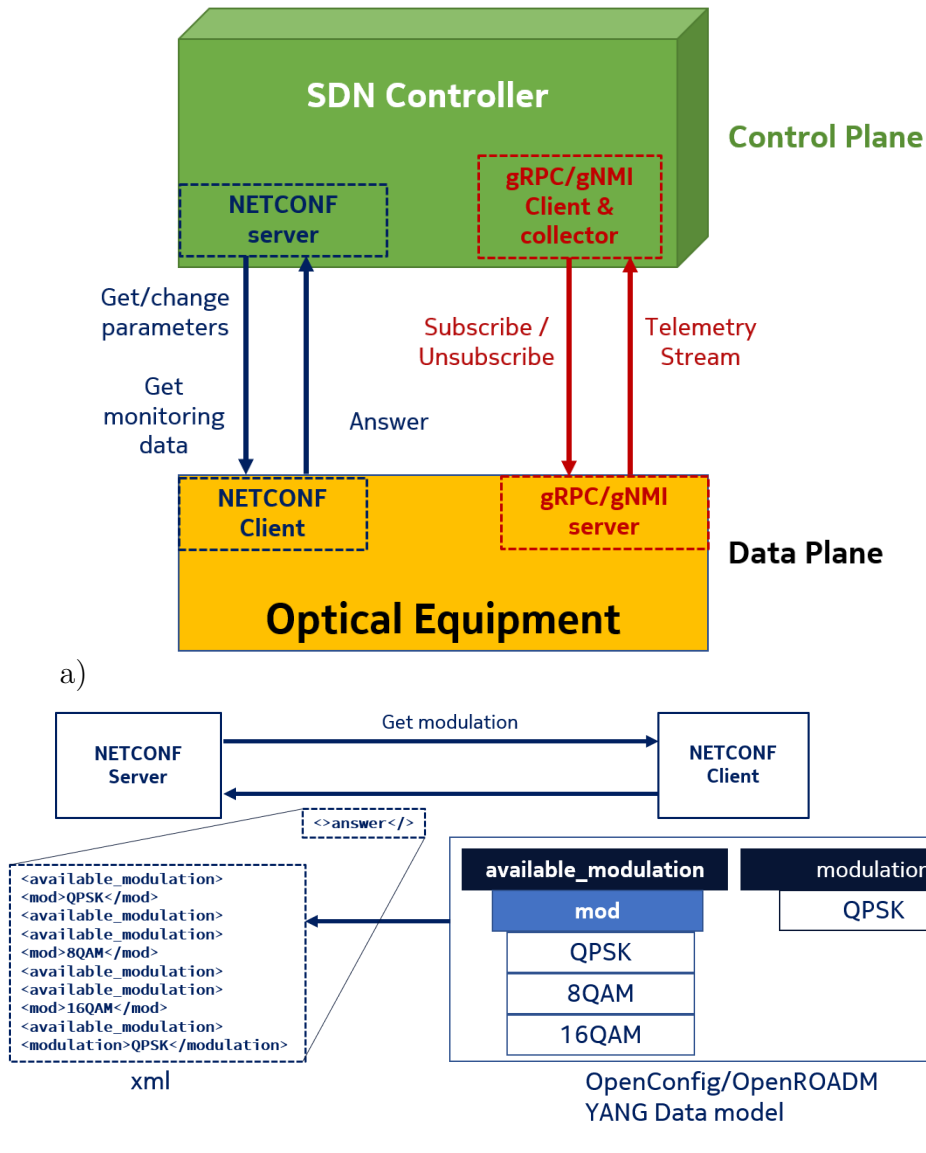 SDN Controller
Control Plane
NETCONF
server
gRPC/gNMI
Client &
collector
Get/change
parameters
Get
monitoring
data
Answer
Subscribe /
Unsubscribe
Telemetry
Stream
NETCONF
Client
gRPC/gNMI
server
Data Plane
Optical Equipment
a)
NETCONF
Server
Get modulation
NETCONF
Client
<>answer</>
<available_modulation>
<mod>QPSK</mod>
<available_modulation>
<available_modulation>
<mod>8QAM</mod>
<available_modulation>
<available_modulation>
<mod>16QAM</mod>
<available_modulation>
<modulation>QPSK</modulation>
xml
available_modulation
mod
QPSK
8QAM
16QAM
modulation
QPSK
OpenConfig/OpenROADM
YANG Data model